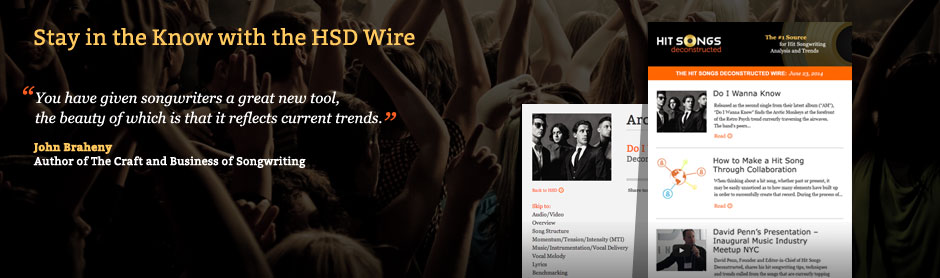 Stay in the Know with the HSD Wire
“You have given songwriters a great new tool,
the beauty of which is that it reflects current trends.”
John Braheny
Author of The Craft and Business of Songwriting
Arc
Do I
Decon
Back to HSD
Share to
Skip to:
Audio/Video
Overview
Song Structure
Momentum/Tension/Intensity (MTI)
Music/Instrumentation/Vocal Delivery
Vocal Melody
Lyrics
Benchmarking
HIT SONGS
deconstructed
The #1 Source
for Hit Songwriting
Analysis and Trends
THE HIT SONGS DECONSTRUCTED WIRE: June 23, 2014
Do I Wanna Know
Released as the second single from their latest album (“AM”),
“Do I Wanna Know” finds the Arctic Monkeys at the forefront
of the Retro Psych trend currently traversing the airwaves.
The band's poets...
Read
How to Make a Hit Song
Through Collaboration
When thinking about a hit song, whether past or present, it
may be easily unnoticed as to how many elements have built up
in order to successfully create that record. During the process of...
Read
David Penn's Presentation –
Inaugural Music Industry
Meetup NYC
David Penn, Founder and Editor-in-Chief of Hit Songs
Deconstructed, shares his hit songwriting tips, techniques
and trends culled from the songs that are currently topping